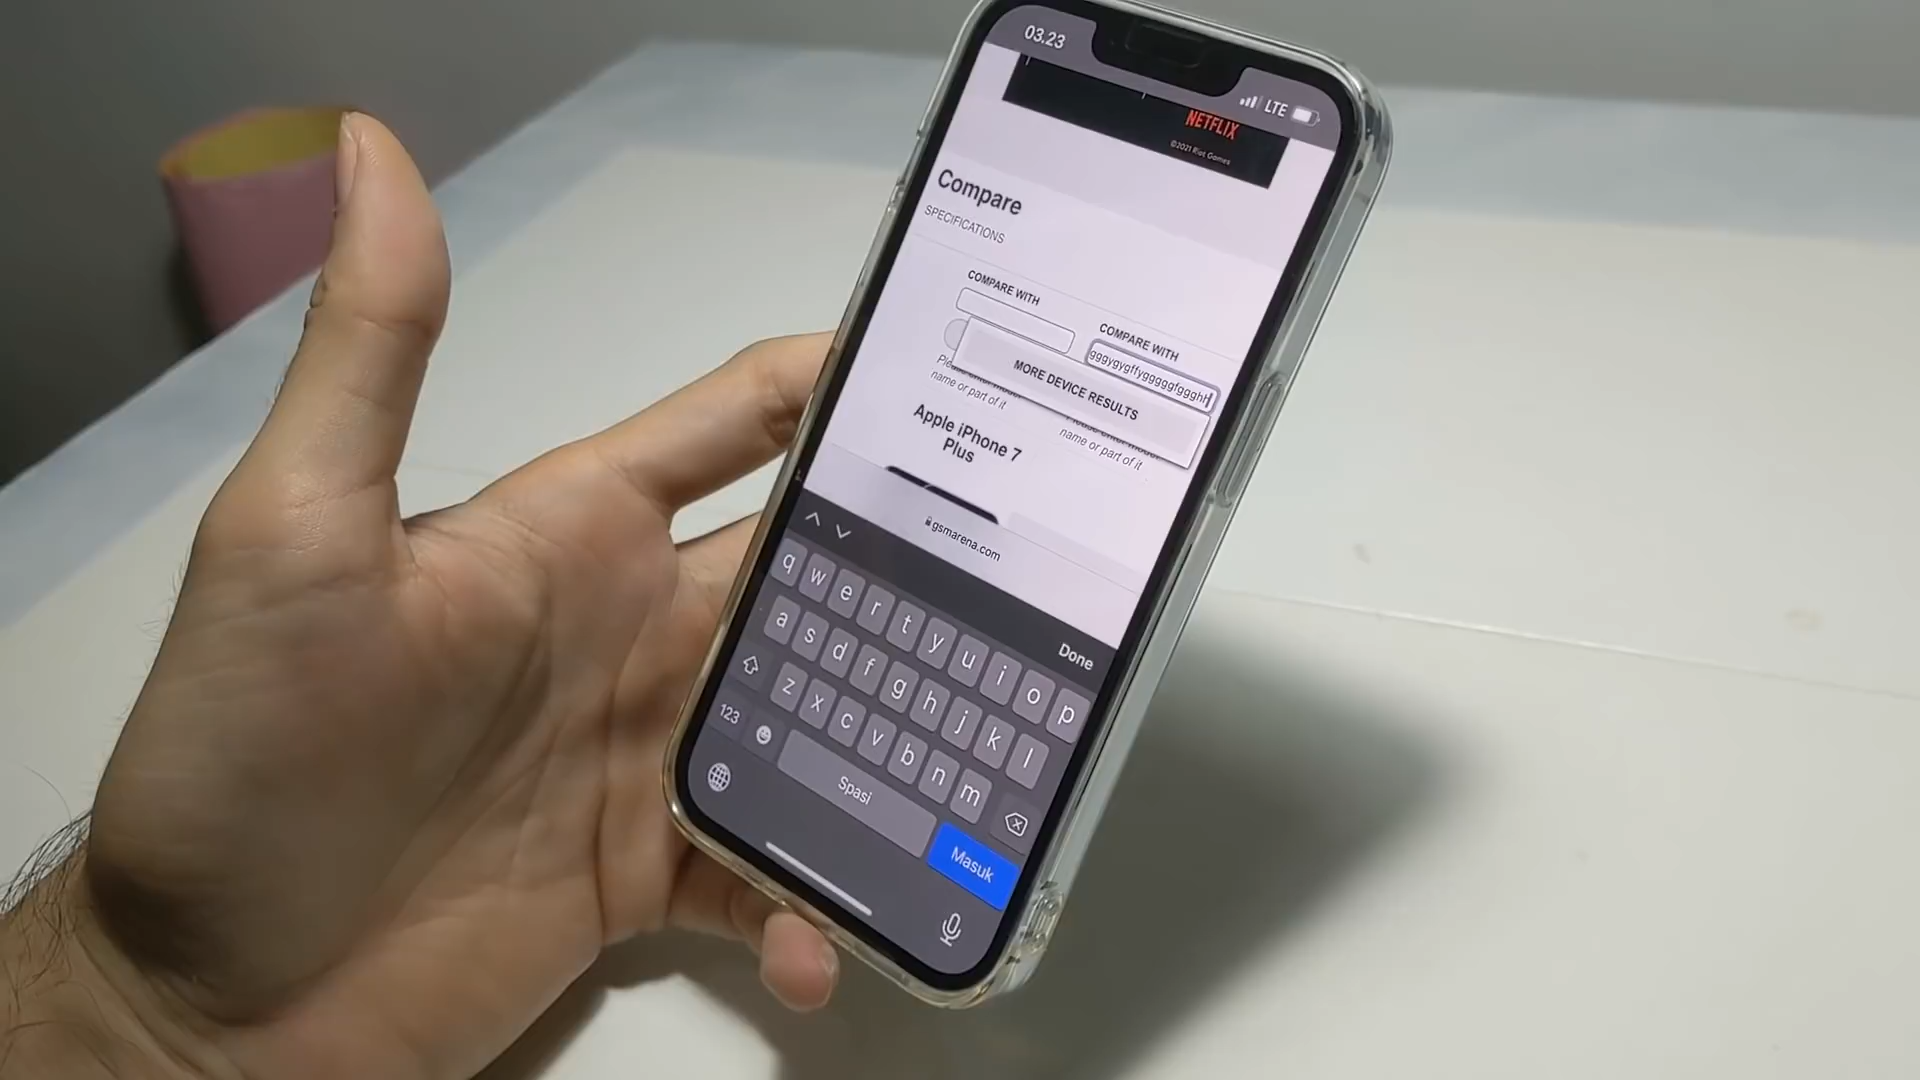 03.23
LTE
NETFLIX
©2021 Riot Games
Compare
SPECIFICATIONS
COMPARE WITH
COMPARE WITH
MORE DEVICE RESULTS
name or part of it
name or part of it
Apple iPhone 7
Plus
gsmarena.com
Done
q w e r t y u i o p
a s d f g h j k l
z x c v b n m
123
Spasi
Masuk